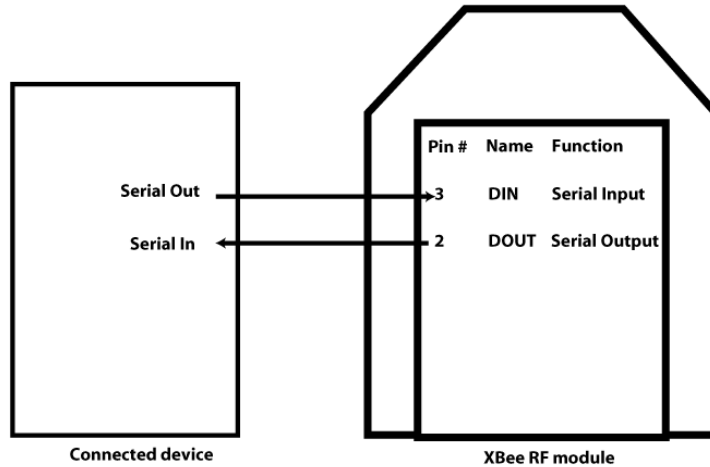 Pin # Name Function
Serial Out 3 DIN Serial Input
Serial In 2 DOUT Serial Output
Connected device XBee RF module